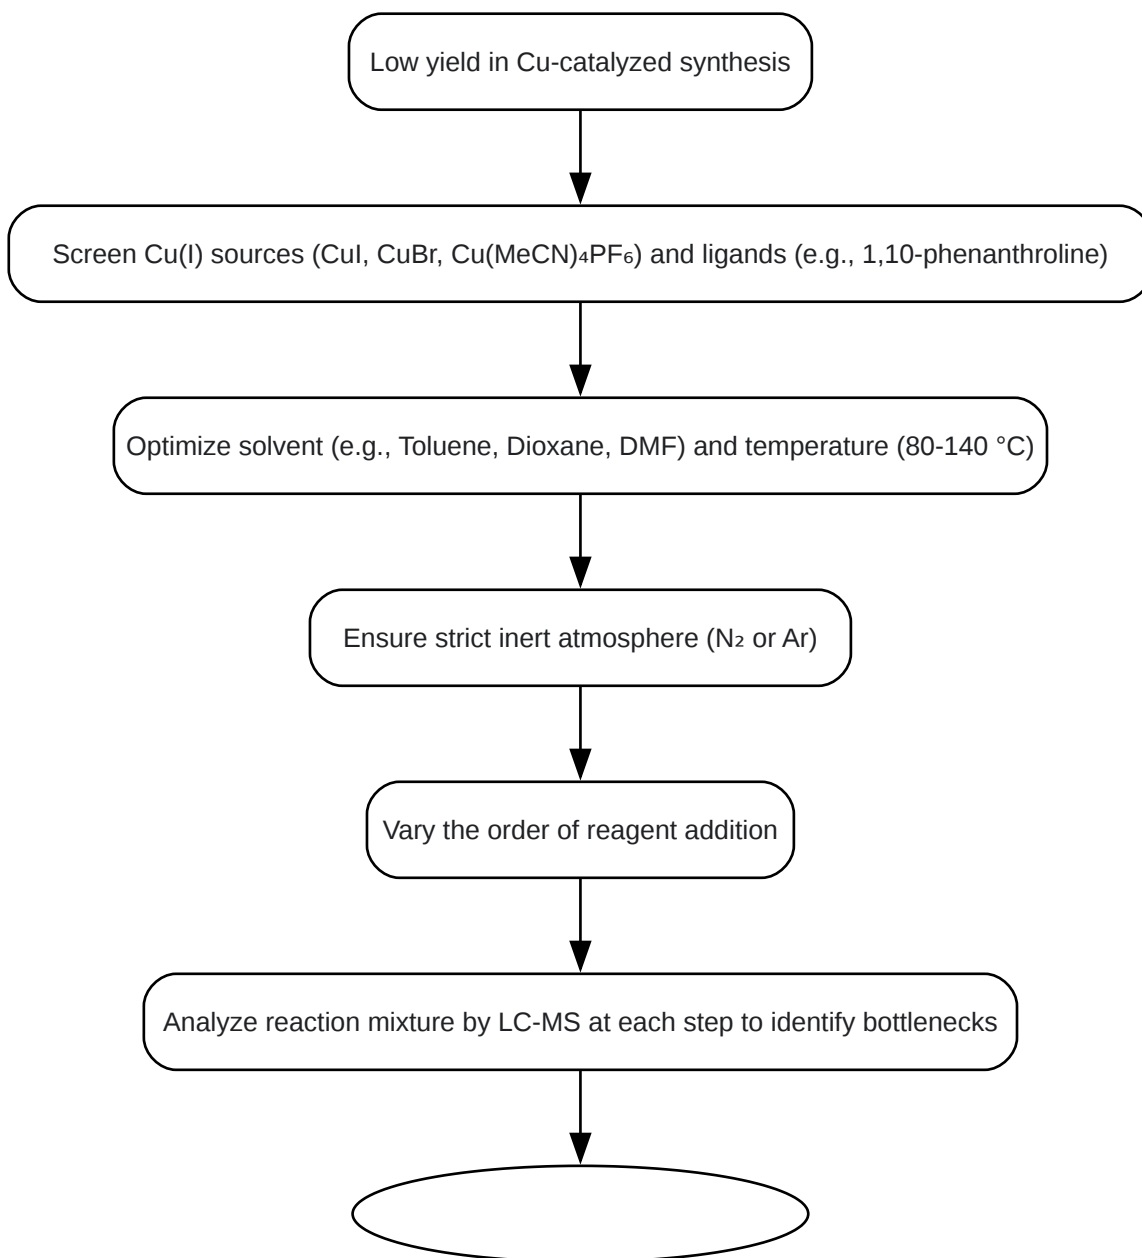 Low yield in Cu-catalyzed synthesis
Screen Cu(I) sources (CuI, CuBr, Cu(MeCN)₄PF₆) and ligands (e.g., 1,10-phenanthroline)
Optimize solvent (e.g., Toluene, Dioxane, DMF) and temperature (80-140 °C)
Ensure strict inert atmosphere (N₂ or Ar)
Vary the order of reagent addition
Analyze reaction mixture by LC-MS at each step to identify bottlenecks